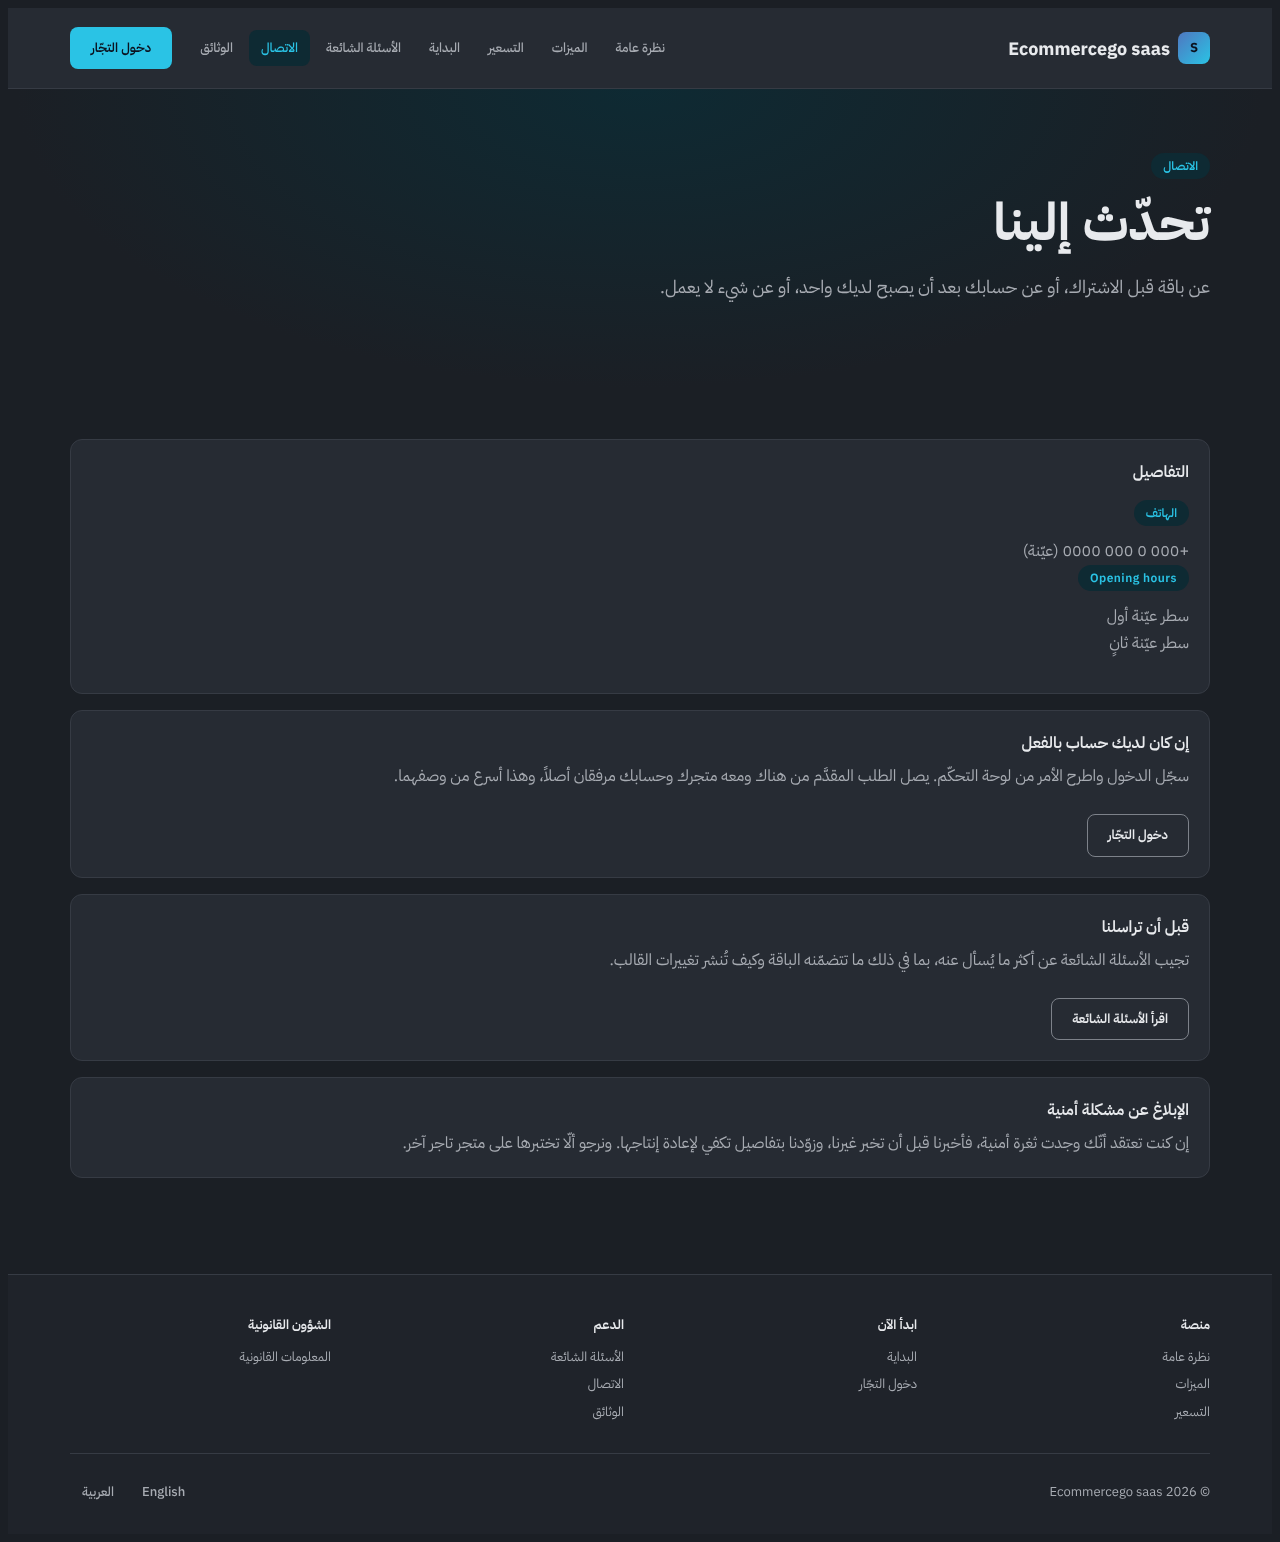 S
Ecommercego saas
نظرة عامة
الميزات
التسعير
البداية
الأسئلة الشائعة
الاتصال
الوثائق
دخول التجّار
الاتصال
تحدّث إلينا
عن باقة قبل الاشتراك، أو عن حسابك بعد أن يصبح لديك واحد، أو عن شيء لا يعمل.
التفاصيل
الهاتف
+000 0 000 0000 (عيّنة)
Opening hours
سطر عيّنة أول
سطر عيّنة ثانٍ
إن كان لديك حساب بالفعل
سجّل الدخول واطرح الأمر من لوحة التحكّم. يصل الطلب المقدَّم من هناك ومعه متجرك وحسابك مرفقان أصلاً، وهذا أسرع من وصفهما.
دخول التجّار
قبل أن تراسلنا
تجيب الأسئلة الشائعة عن أكثر ما يُسأل عنه، بما في ذلك ما تتضمّنه الباقة وكيف تُنشر تغييرات القالب.
اقرأ الأسئلة الشائعة
الإبلاغ عن مشكلة أمنية
إن كنت تعتقد أنّك وجدت ثغرة أمنية، فأخبرنا قبل أن تخبر غيرنا، وزوّدنا بتفاصيل تكفي لإعادة إنتاجها. ونرجو ألّا تختبرها على متجر تاجر آخر.
منصة
نظرة عامة
الميزات
التسعير
ابدأ الآن
البداية
دخول التجّار
الدعم
الأسئلة الشائعة
الاتصال
الوثائق
الشؤون القانونية
المعلومات القانونية
© 2026 Ecommercego saas
English
العربية